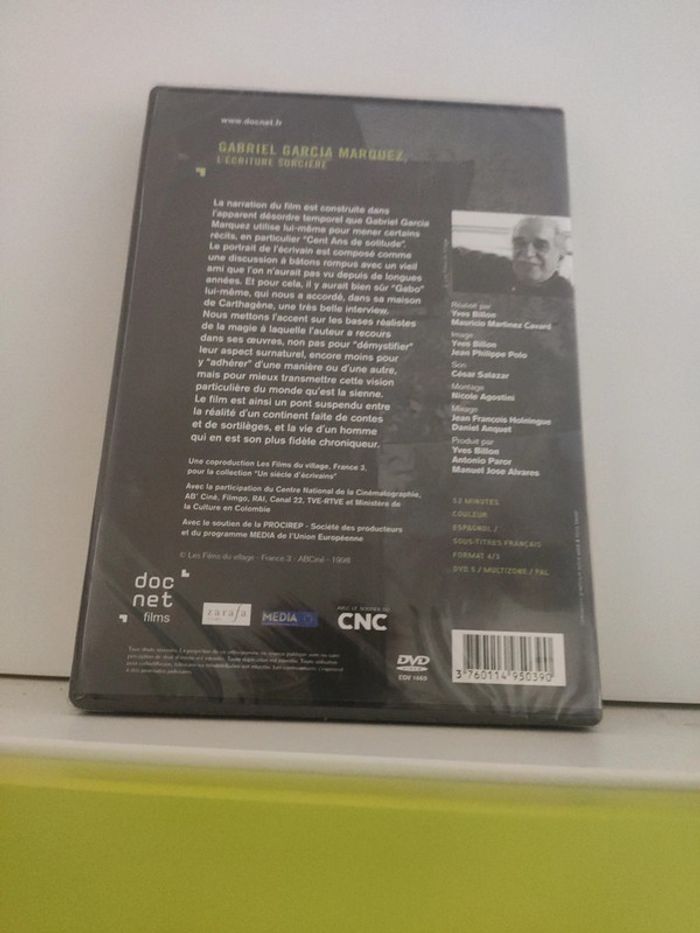 www.docnet.fr
GABRIEL GARCIA MARQUEZ,
L'ÉCRITURE SORCIÈRE
La narration du film est construite dans
l'apparent désordre temporel que Gabriel Garcia
Marquez utilise lui-même pour mener certains
récits, en particulier "Cent Ans de solitude".
Le portrait de l'écrivain est composé comme
une discussion à bâtons rompus avec un vieil
ami que l'on n'aurait pas vu depuis de longues
années. Et pour cela, il y aurait bien sûr "Gabo"
lui-même, qui nous a accordé, dans sa maison
de Carthagène, une très belle interview.
Nous mettons l'accent sur les bases réalistes
de la magie à laquelle l'auteur a recours
dans ses œuvres, non pas pour "démystifier"
leur aspect surnaturel, encore moins pour
y "adhérer" d'une manière ou d'une autre,
mais pour mieux transmettre cette vision
particulière du monde qu'est la sienne.
Le film est ainsi un pont suspendu entre
la réalité d'un continent faite de contes
et de sortilèges, et la vie d'un homme
qui en est son plus fidèle chroniqueur.
Une coproduction Les Films du village, France 3,
pour la collection "Un siècle d'écrivains"
Avec la participation du Centre National de la Cinématographie,
AB' Ciné, Filmgo, RAI, Canal 22, TVE-RTVE et Ministère de
la Culture en Colombie
Avec le soutien de la PROCIREP - Société des producteurs
et du programme MEDIA de l'Union Européenne
© Les Films du village - France 3 - ABCiné - 1998
Réalisé par
Yves Billon
Mauricio Martinez Cavard
Image
Yves Billon
Jean Philippe Polo
Son
César Salazar
Montage
Nicole Agostini
Mixage
Jean François Holningue
Daniel Anquet
Produit par
Yves Billon
Antonio Paror
Manuel Jose Alvares
52 MINUTES
COULEUR
ESPAGNOL /
SOUS-TITRES FRANÇAIS
FORMAT 4/3
DVD 5 / MULTIZONE / PAL
doc
net
films
zarafa
MEDIA
AVEC LE SOUTIEN DU
CNC
DVD
VIDEO
EDV 1665
3 760114 950390